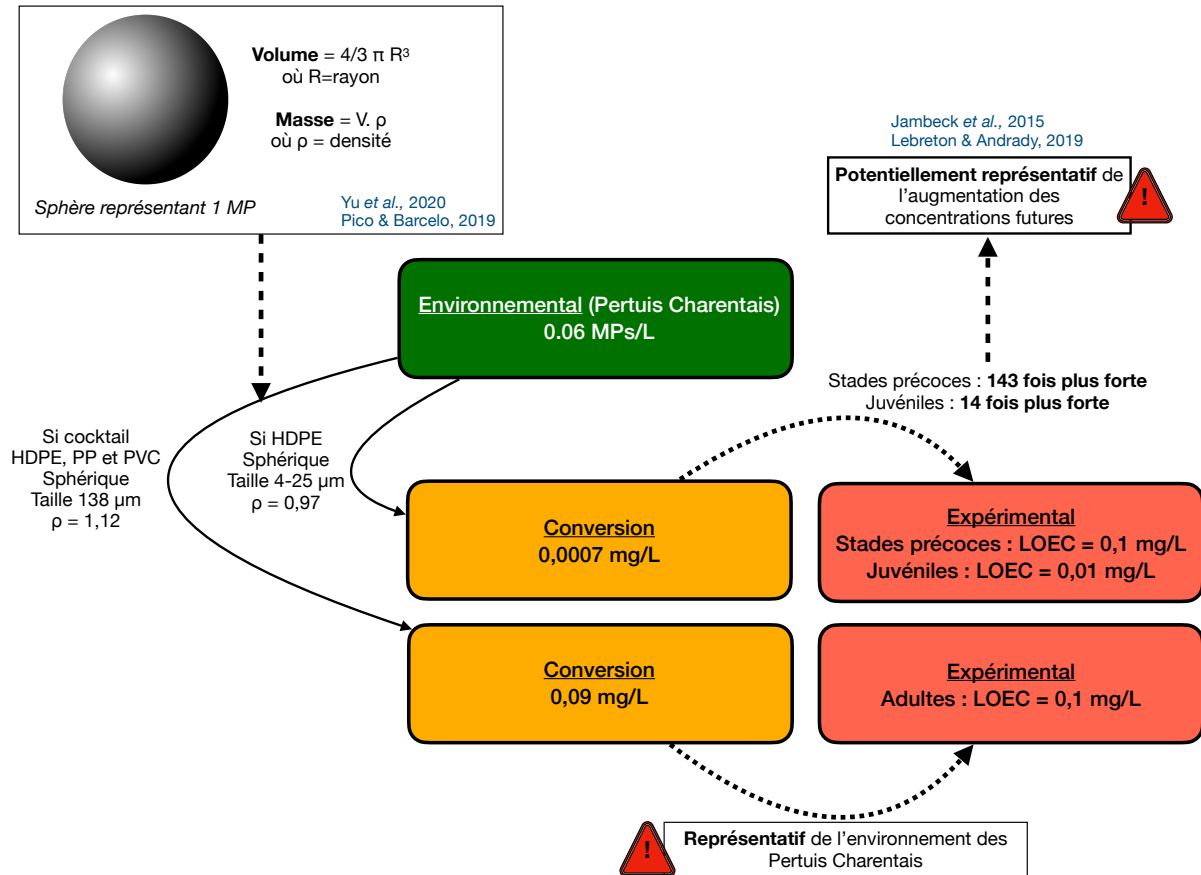 Volume = 4/3 π R³
où R=rayon
Masse = V. ρ
où ρ = densité
Sphère représentant 1 MP
Yu et al., 2020
Pico & Barcelo, 2019
Jambeck et al., 2015
Lebreton & Andrady, 2019
Potentiellement représentatif de
l'augmentation des
concentrations futures
!
Environnemental (Pertuis Charentais)
0.06 MPs/L
Stades précoces : 143 fois plus forte
Juvéniles : 14 fois plus forte
Si cocktail
HDPE, PP et PVC
Sphérique
Taille 138 µm
ρ = 1,12
Si HDPE
Sphérique
Taille 4-25 µm
ρ = 0,97
Conversion
0,0007 mg/L
Expérimental
Stades précoces : LOEC = 0,1 mg/L
Juvéniles : LOEC = 0,01 mg/L
Conversion
0,09 mg/L
Expérimental
Adultes : LOEC = 0,1 mg/L
!
Représentatif de l'environnement des
Pertuis Charentais